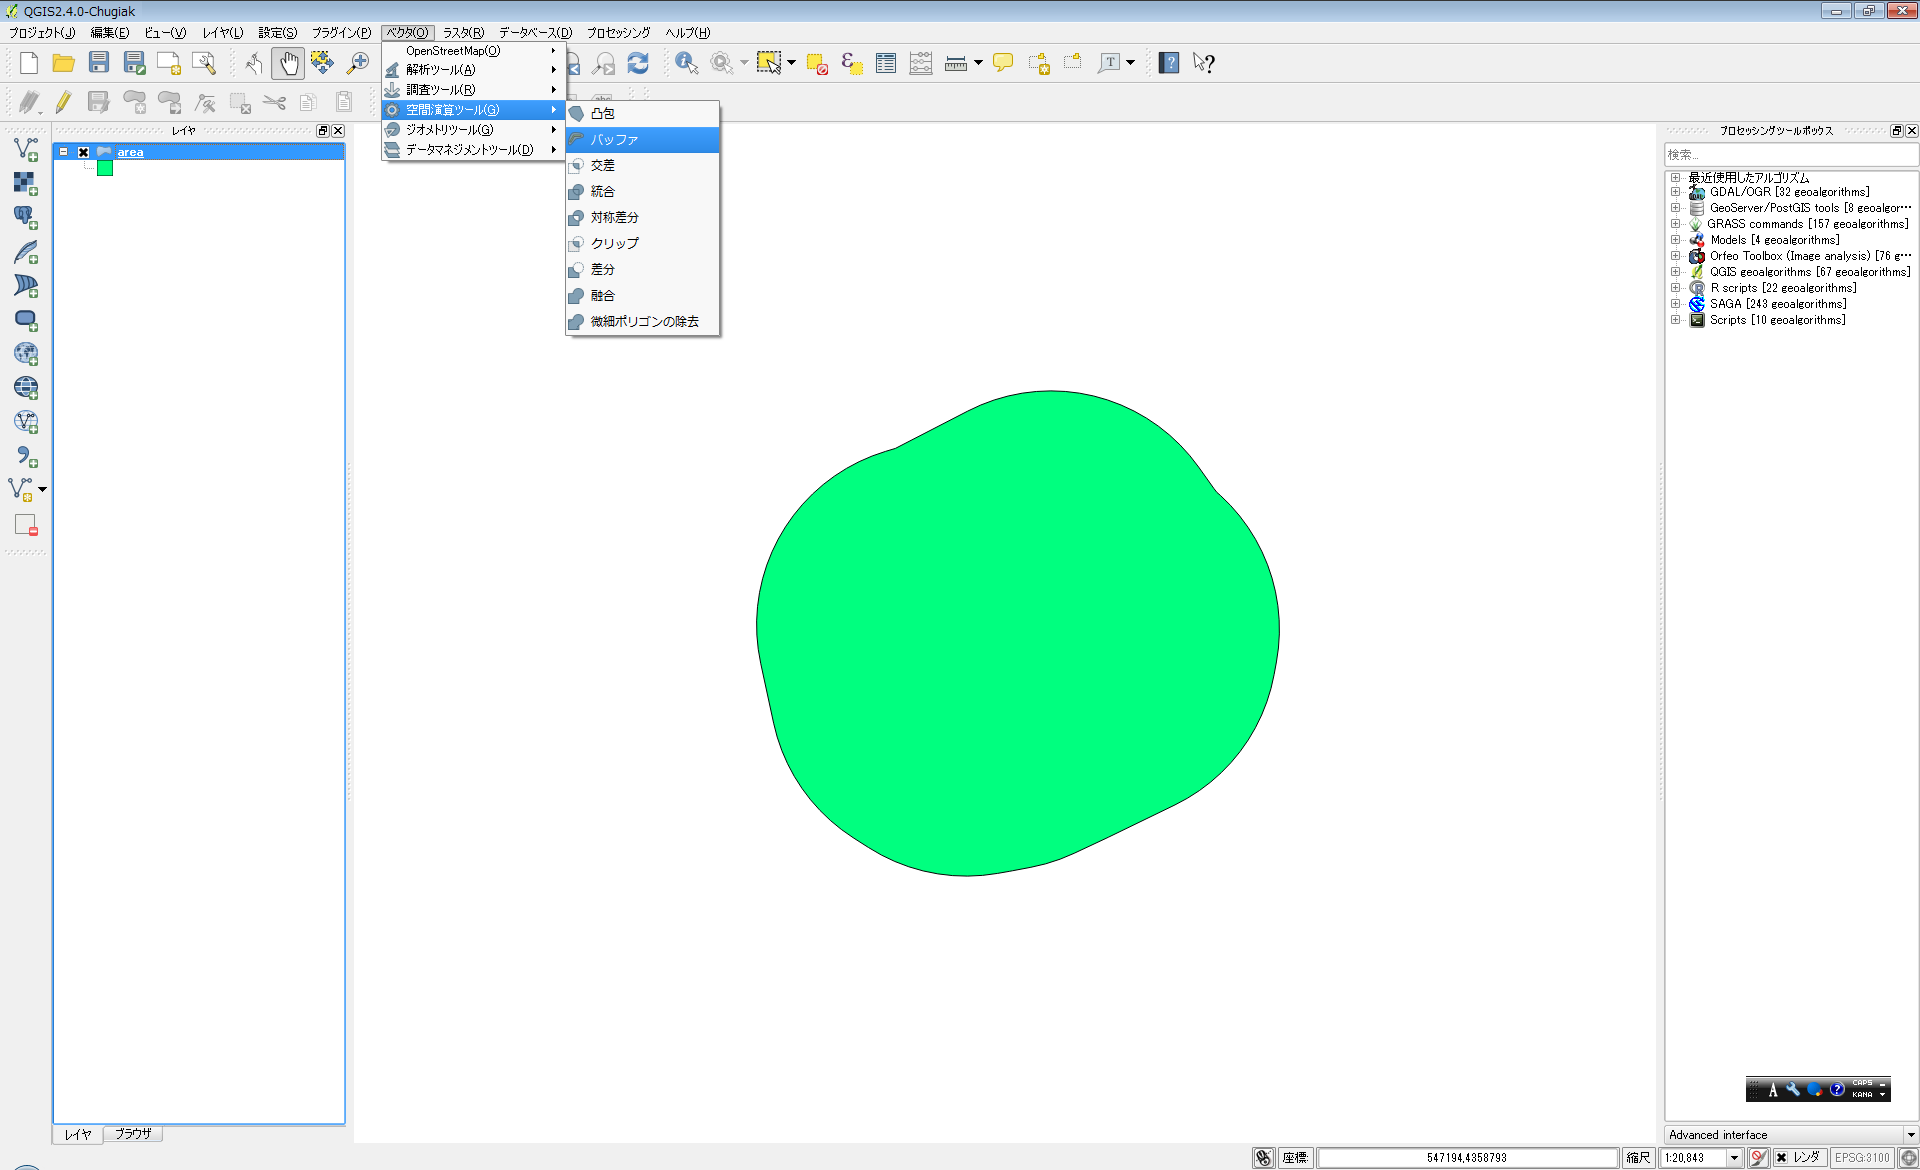 QGIS2.4.0-Chugiak
プロジェクト(J) 編集(E) ビュー(V) レイヤ(L) 設定(S) プラグイン(P) ベクタ(O) ラスタ(R) データベース(D) プロセッシング ヘルプ(H)
OpenStreetMap(O)
解析ツール(A)
調査ツール(R)
空間演算ツール(G)
ジオメトリツール(G)
データマネジメントツール(D)
凸包
バッファ
交差
統合
対称差分
クリップ
差分
融合
微細ポリゴンの除去
レイヤ
area
レイヤ ブラウザ
プロセッシングツールボックス
検索...
最近使用したアルゴリズム
GDAL/OGR [32 geoalgorithms]
GeoServer/PostGIS tools [8 geoalgor...
GRASS commands [157 geoalgorithms]
Models [4 geoalgorithms]
Orfeo Toolbox (Image analysis) [76 g...
QGIS geoalgorithms [67 geoalgorithms]
R scripts [22 geoalgorithms]
SAGA [243 geoalgorithms]
Scripts [10 geoalgorithms]
A CAPS
KANA
Advanced interface
座標: 547194,4358793 縮尺 1:20,843 レンダ EPSG:3100